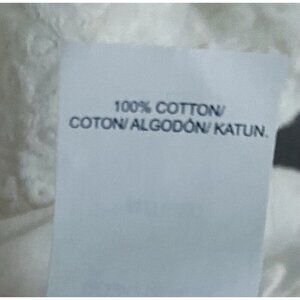 100% COTTON/
COTON/ ALGODÓN/ KATUN.